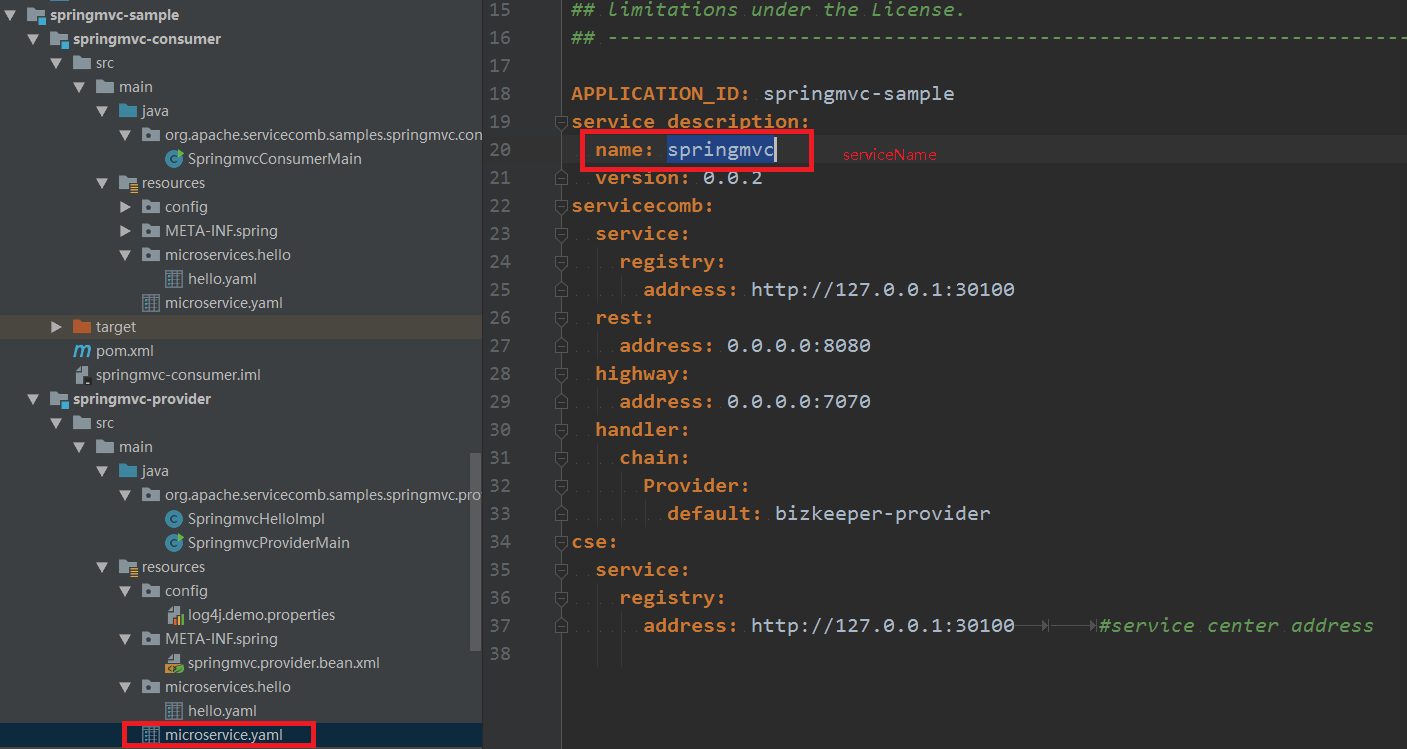 springmvc-sample
springmvc-consumer
src
main
java
org.apache.servicecomb.samples.springmvc.con
SpringmvcConsumerMain
resources
config
META-INF.spring
microservices.hello
hello.yaml
microservice.yaml
target
pom.xml
springmvc-consumer.iml
springmvc-provider
src
main
java
org.apache.servicecomb.samples.springmvc.pro
SpringmvcHelloImpl
SpringmvcProviderMain
resources
config
log4j.demo.properties
META-INF.spring
springmvc.provider.bean.xml
microservices.hello
hello.yaml
microservice.yaml
15 ## limitations under the License.
16 ## -------------------------------------------------------------------
17
18 APPLICATION_ID: springmvc-sample
19 service_description:
20 name: springmvc serviceName
21 version: 0.0.2
22 servicecomb:
23 service:
24 registry:
25 address: http://127.0.0.1:30100
26 rest:
27 address: 0.0.0.0:8080
28 highway:
29 address: 0.0.0.0:7070
30 handler:
31 chain:
32 Provider:
33 default: bizkeeper-provider
34 cse:
35 service:
36 registry:
37 address: http://127.0.0.1:30100 #service center address
38